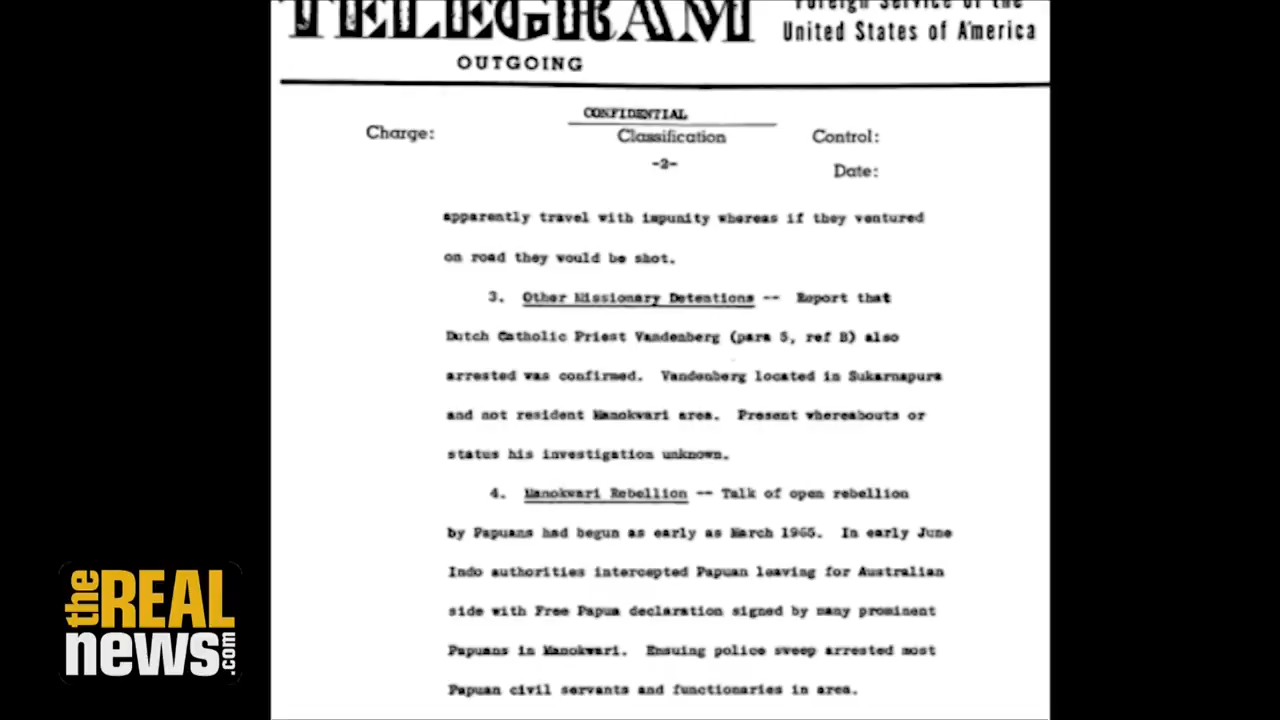 TELEGRAM
Foreign Service of the
United States of America
OUTGOING
CONFIDENTIAL
Charge:
Classification
Control:
-2-
Date:
apparently travel with impunity whereas if they ventured
on road they would be shot.
3. Other Missionary Detentions -- Report that
Dutch Catholic Priest Vandenberg (para 5, ref B) also
arrested was confirmed. Vandenberg located in Sukarnapura
and not resident Manokwari area. Present whereabouts or
status his investigation unknown.
4. Manokwari Rebellion -- Talk of open rebellion
by Papuans had begun as early as March 1965. In early June
Indo authorities intercepted Papuan leaving for Australian
side with Free Papua declaration signed by many prominent
Papuans in Manokwari. Ensuing police sweep arrested most
Papuan civil servants and functionaries in area.
the REAL
news.com